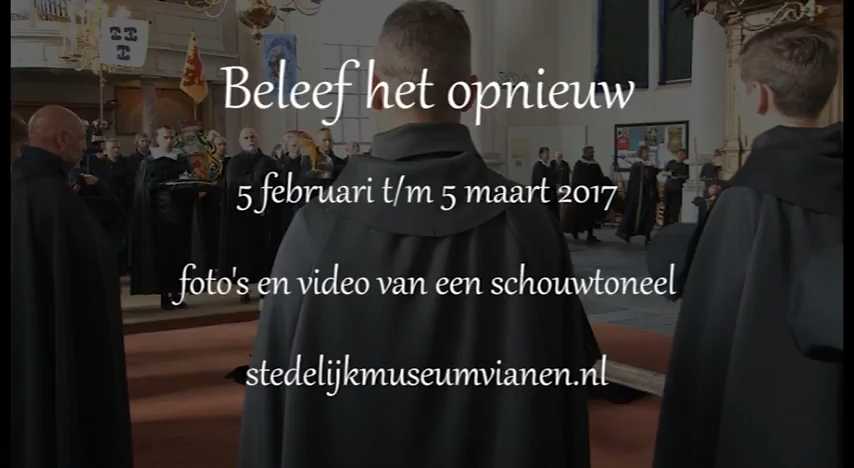 Beleef het opnieuw
5 februari t/m 5 maart 2017
foto's en video van een schouwtoneel
stedelijkmuseumvianen.nl